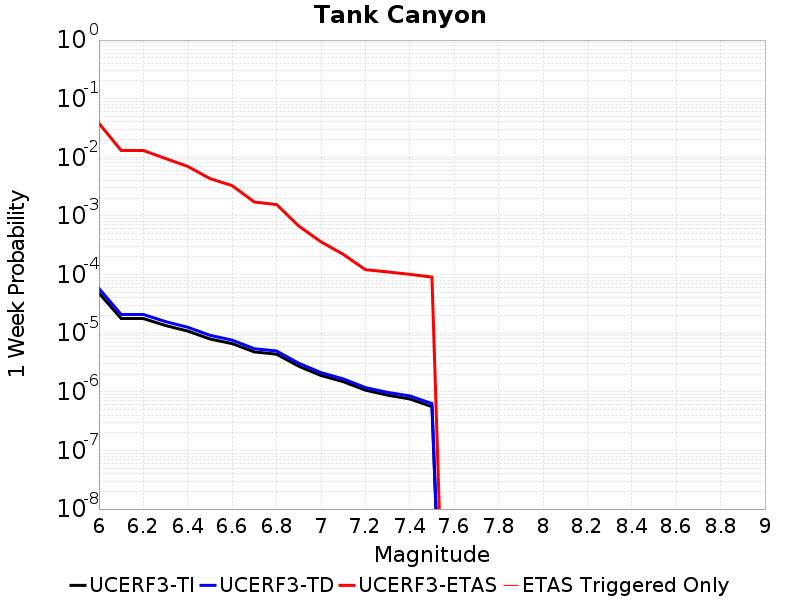 Tank Canyon
10^0
10^-1
10^-2
10^-3
10^-4
10^-5
10^-6
10^-7
10^-8
1 Week Probability
6 6.2 6.4 6.6 6.8 7 7.2 7.4 7.6 7.8 8 8.2 8.4 8.6 8.8 9
Magnitude
UCERF3-TI UCERF3-TD UCERF3-ETAS ETAS Triggered Only